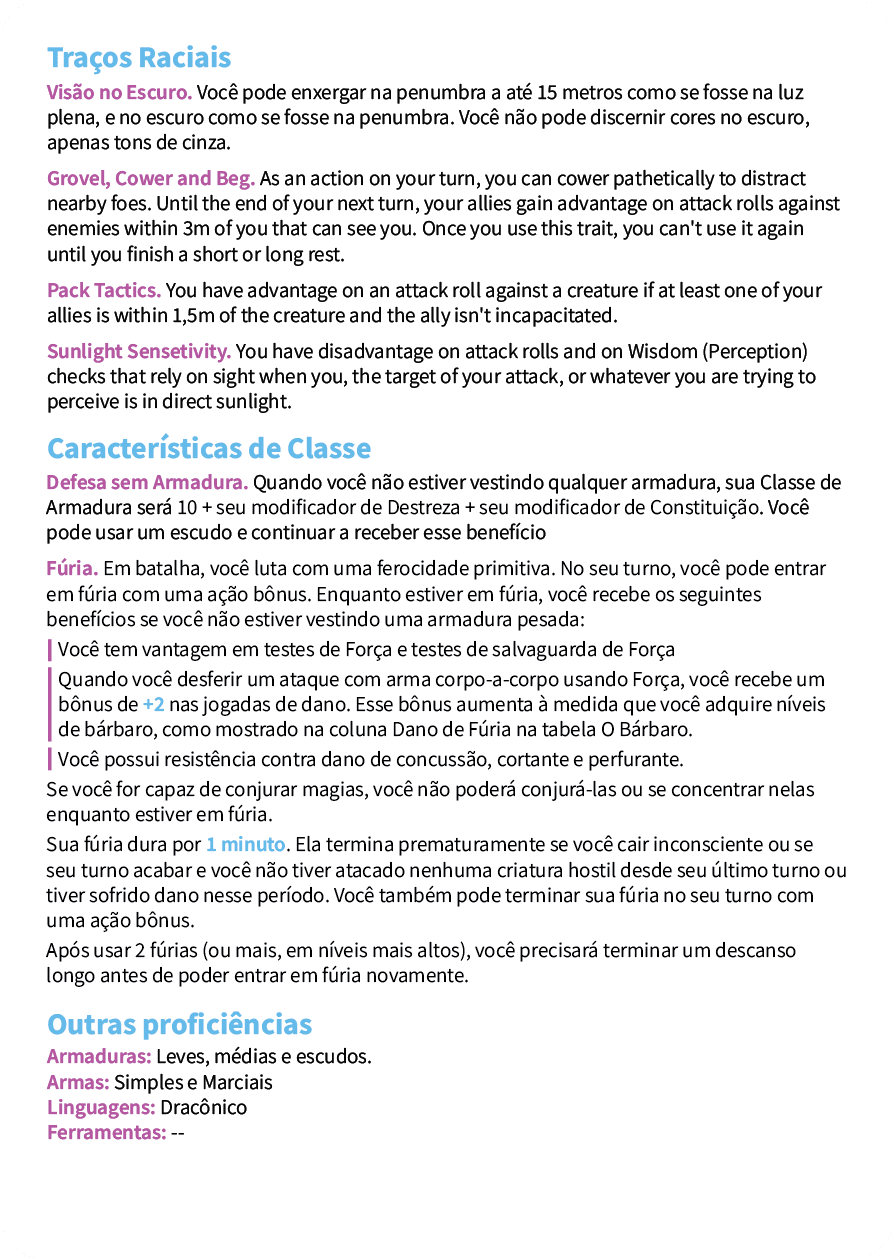 Traços Raciais
Visão no Escuro. Você pode enxergar na penumbra a até 15 metros como se fosse na luz
plena, e no escuro como se fosse na penumbra. Você não pode discernir cores no escuro,
apenas tons de cinza.
Grovel, Cower and Beg. As an action on your turn, you can cower pathetically to distract
nearby foes. Until the end of your next turn, your allies gain advantage on attack rolls against
enemies within 3m of you that can see you. Once you use this trait, you can't use it again
until you finish a short or long rest.
Pack Tactics. You have advantage on an attack roll against a creature if at least one of your
allies is within 1,5m of the creature and the ally isn't incapacitated.
Sunlight Sensetivity. You have disadvantage on attack rolls and on Wisdom (Perception)
checks that rely on sight when you, the target of your attack, or whatever you are trying to
perceive is in direct sunlight.
Características de Classe
Defesa sem Armadura. Quando você não estiver vestindo qualquer armadura, sua Classe de
Armadura será 10 + seu modificador de Destreza + seu modificador de Constituição. Você
pode usar um escudo e continuar a receber esse benefício
Fúria. Em batalha, você luta com uma ferocidade primitiva. No seu turno, você pode entrar
em fúria com uma ação bônus. Enquanto estiver em fúria, você recebe os seguintes
benefícios se você não estiver vestindo uma armadura pesada:
Você tem vantagem em testes de Força e testes de salvaguarda de Força
Quando você desferir um ataque com arma corpo-a-corpo usando Força, você recebe um
bônus de +2 nas jogadas de dano. Esse bônus aumenta à medida que você adquire níveis
de bárbaro, como mostrado na coluna Dano de Fúria na tabela O Bárbaro.
Você possui resistência contra dano de concussão, cortante e perfurante.
Se você for capaz de conjurar magias, você não poderá conjurá-las ou se concentrar nelas
enquanto estiver em fúria.
Sua fúria dura por 1 minuto. Ela termina prematuramente se você cair inconsciente ou se
seu turno acabar e você não tiver atacado nenhuma criatura hostil desde seu último turno ou
tiver sofrido dano nesse período. Você também pode terminar sua fúria no seu turno com
uma ação bônus.
Após usar 2 fúrias (ou mais, em níveis mais altos), você precisará terminar um descanso
longo antes de poder entrar em fúria novamente.
Outras proficiências
Armaduras: Leves, médias e escudos.
Armas: Simples e Marciais
Linguagens: Dracônico
Ferramentas: --